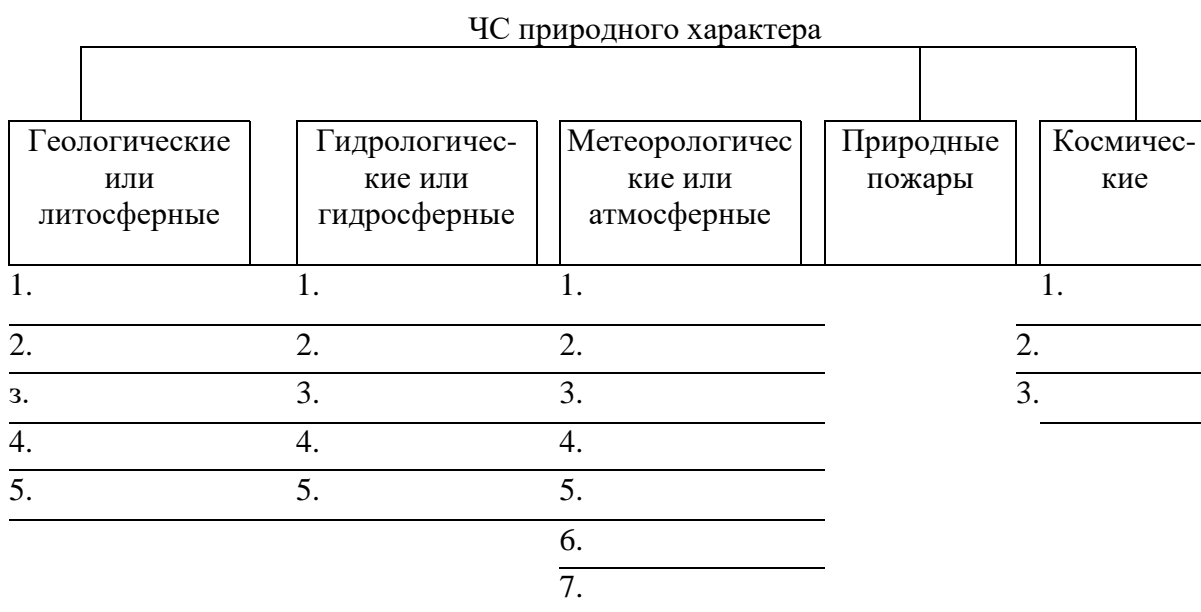 ЧС природного характера
Геологические
или
литосферные
Гидрологичес-
кие или
гидросферные
Метеорологичес
кие или
атмосферные
Природные
пожары
Космичес-
кие
1. 1. 1. 1.
2. 2. 2. 2.
з. 3. 3. 3.
4. 4. 4.
5. 5. 5.
6.
7.